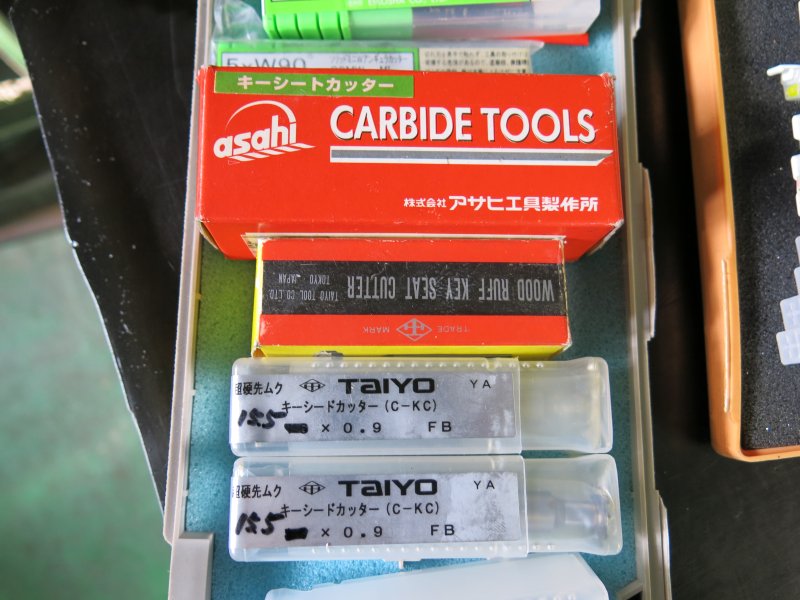 5×W90
キーシートカッター
asahi
CARBIDE TOOLS
株式会社 アサヒ工具製作所
WOOD RUFF KEY SEAT CUTTER
TAIYO TOOL CO.,LTD.
TOKYO JAPAN
TRADE MARK
超硬先ムク TAIYO YA
キーシードカッター(C-KC)
15.5 × 0.9 FB
超硬先ムク TAIYO YA
キーシードカッター(C-KC)
15.5 × 0.9 FB